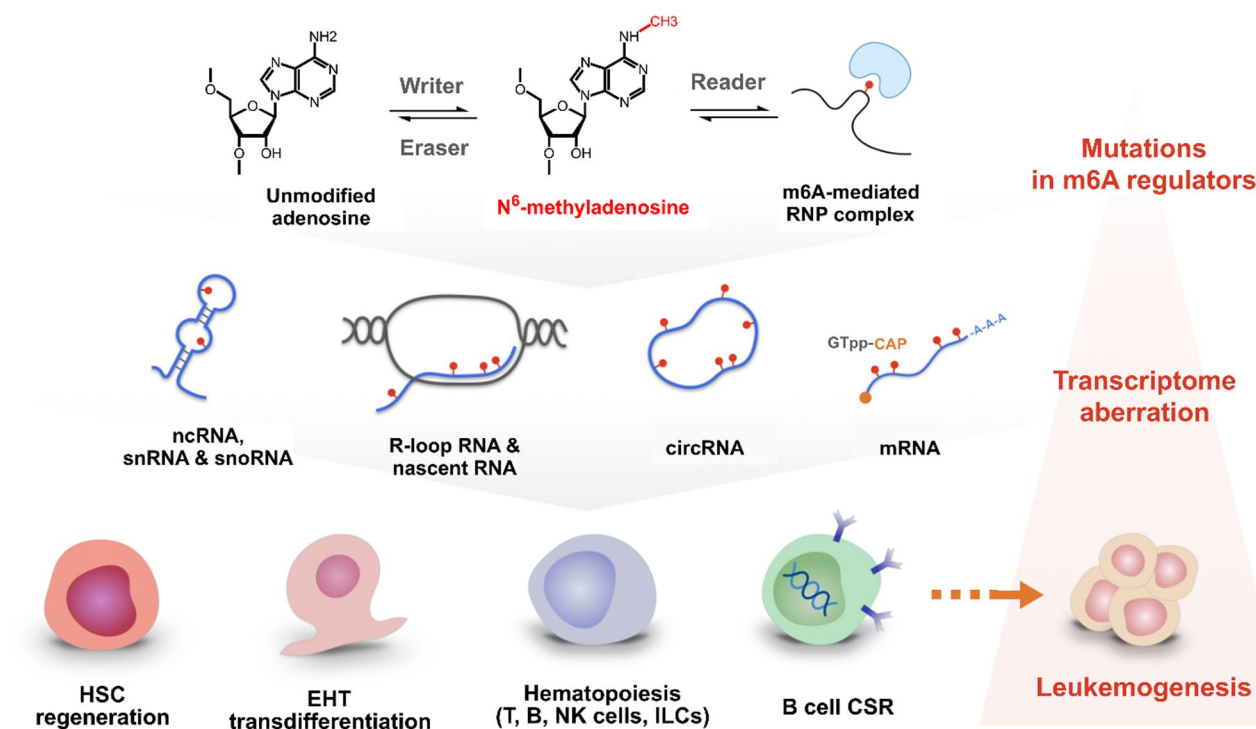 NH2
N
N
N
N
O
O
O
OH
Unmodified
adenosine
Writer
Eraser
NH
CH3
N
N
N
N
O
O
O
OH
N6-methyladenosine
Reader
m6A-mediated
RNP complex
Mutations
in m6A regulators
ncRNA,
snRNA & snoRNA
R-loop RNA &
nascent RNA
circRNA
GTpp-CAP
-A-A-A
mRNA
Transcriptome
aberration
HSC
regeneration
EHT
transdifferentiation
Hematopoiesis
(T, B, NK cells, ILCs)
B cell CSR
Leukemogenesis